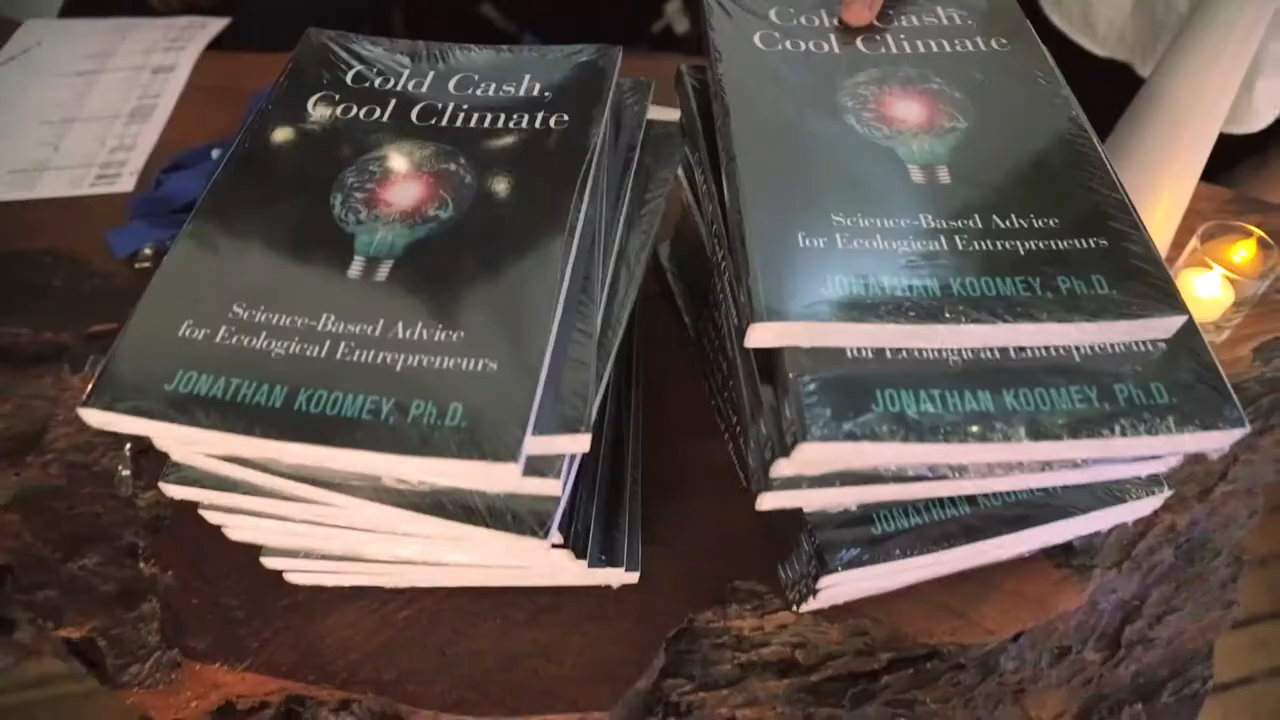 Cold Cash,
Cool Climate
Science-Based Advice
for Ecological Entrepreneurs
JONATHAN KOOMEY, Ph.D.
Cold Cash,
Cool Climate
Science-Based Advice
for Ecological Entrepreneurs
JONATHAN KOOMEY, Ph.D.
for Ecological Entrepreneurs
JONATHAN KOOMEY, Ph.D.
JONATHAN KOOMEY,